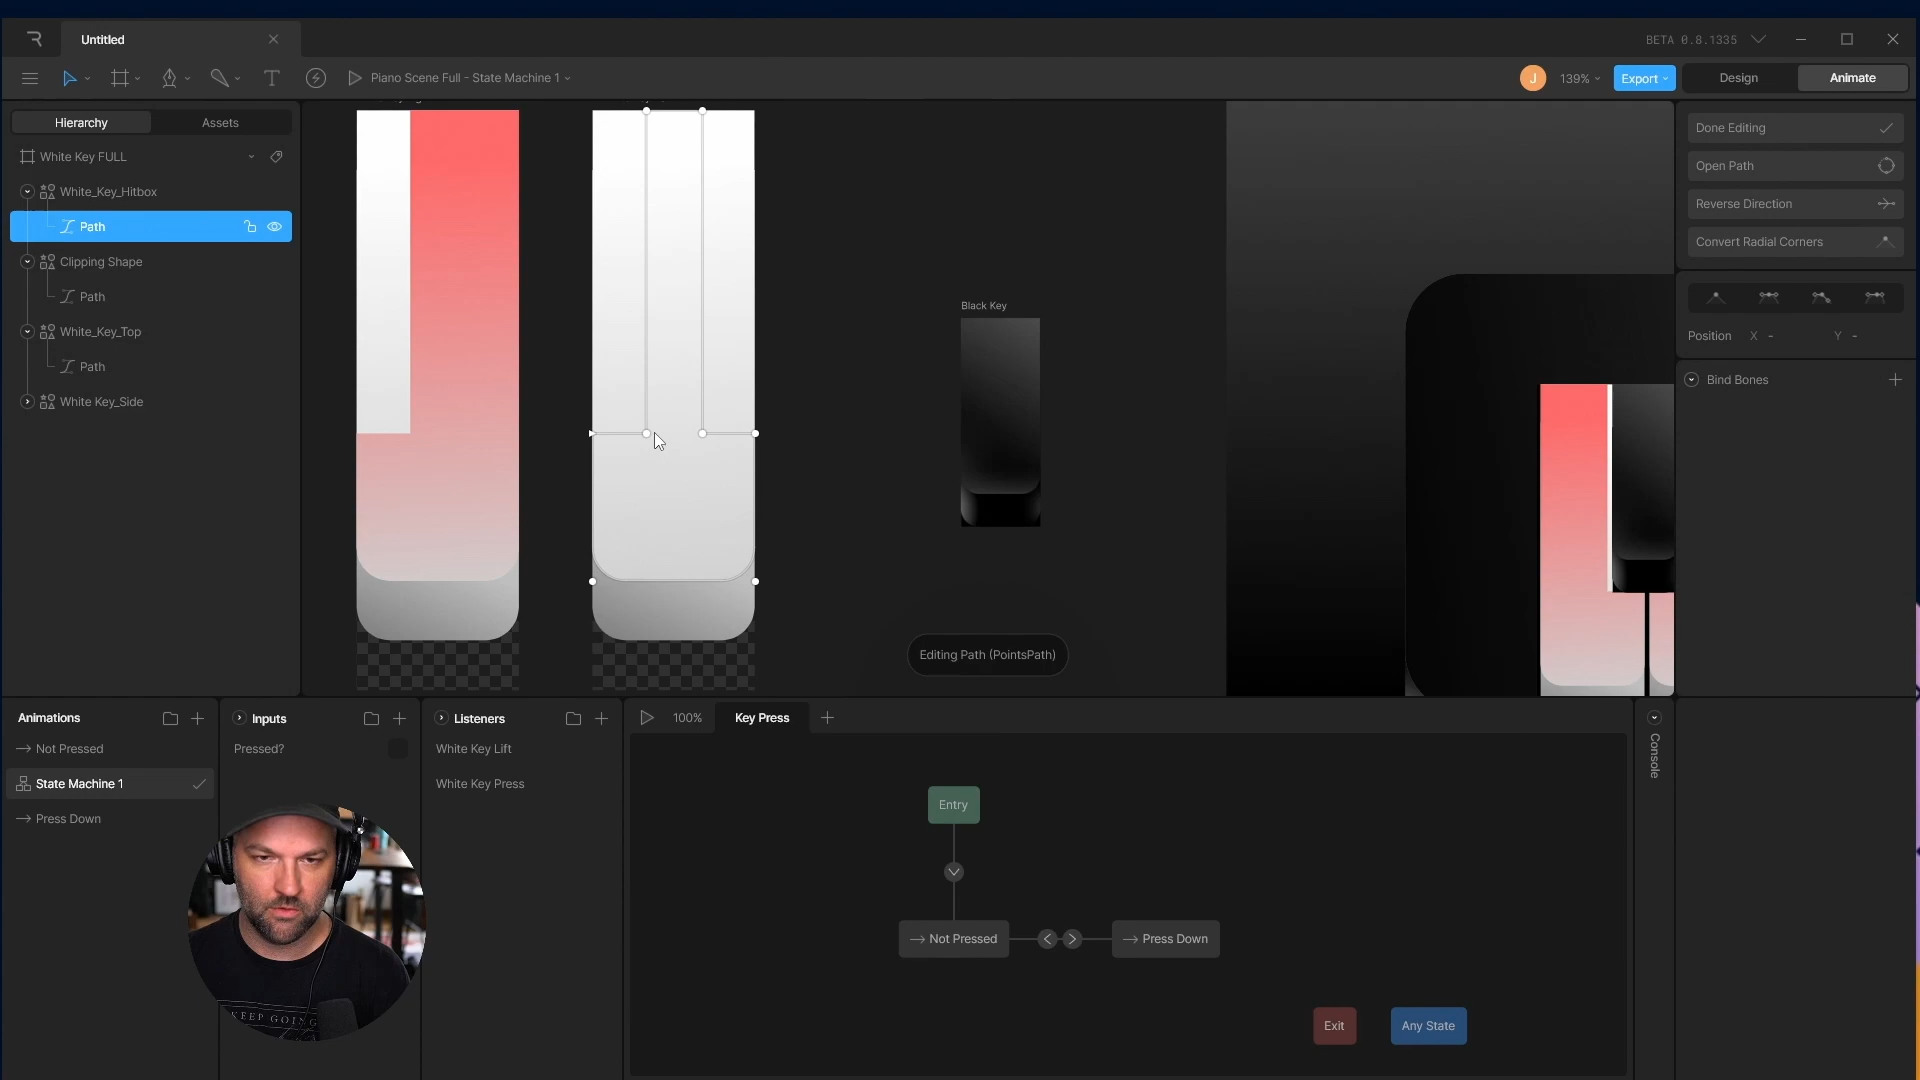 Untitled
BETA 0.8.1335
Piano Scene Full - State Machine 1
J
139%
Export
Design
Animate
Hierarchy
Assets
White Key FULL
White_Key_Hitbox
Path
Clipping Shape
Path
White_Key_Top
Path
White Key_Side
Black Key
Editing Path (PointsPath)
Done Editing
Open Path
Reverse Direction
Convert Radial Corners
Position X - Y -
Bind Bones
Animations
Not Pressed
State Machine 1
Press Down
Inputs
Pressed?
Listeners
White Key Lift
White Key Press
100%
Key Press
Entry
Not Pressed
Press Down
Exit
Any State
Console
KEEP GOING